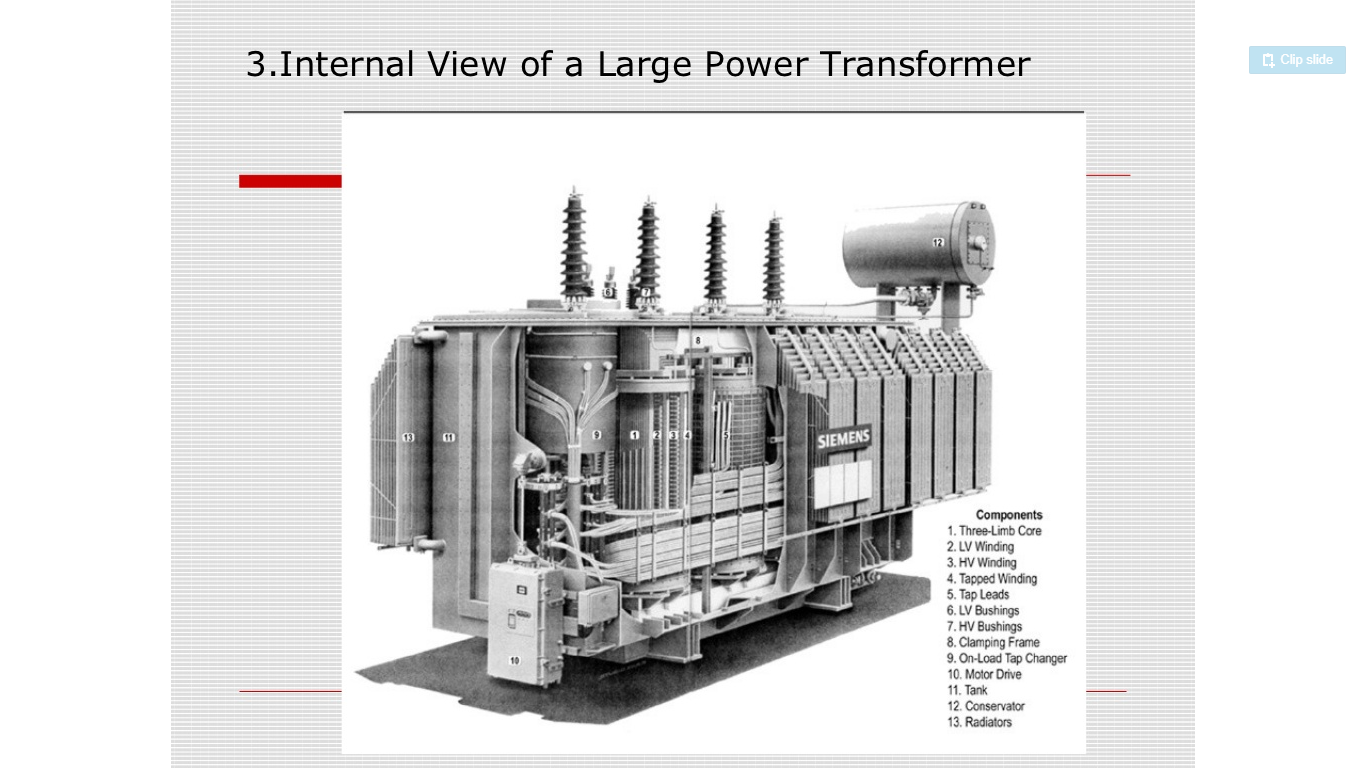 3.Internal View of a Large Power Transformer
Clip slide
12
6
7
8
13
11
9
1
2
3
4
5
SIEMENS
10
Components
1. Three-Limb Core
2. LV Winding
3. HV Winding
4. Tapped Winding
5. Tap Leads
6. LV Bushings
7. HV Bushings
8. Clamping Frame
9. On-Load Tap Changer
10. Motor Drive
11. Tank
12. Conservator
13. Radiators